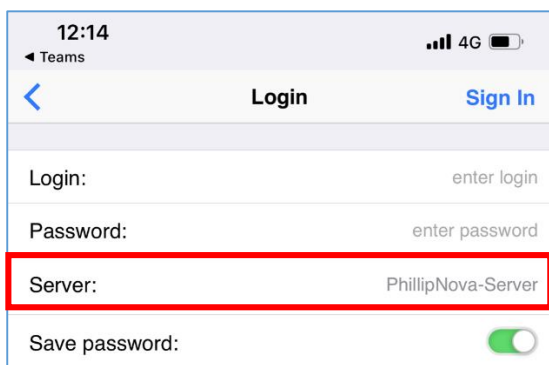 12:14
4G
◄ Teams
Login
Sign In
Login:
enter login
Password:
enter password
Server:
PhillipNova-Server
Save password: